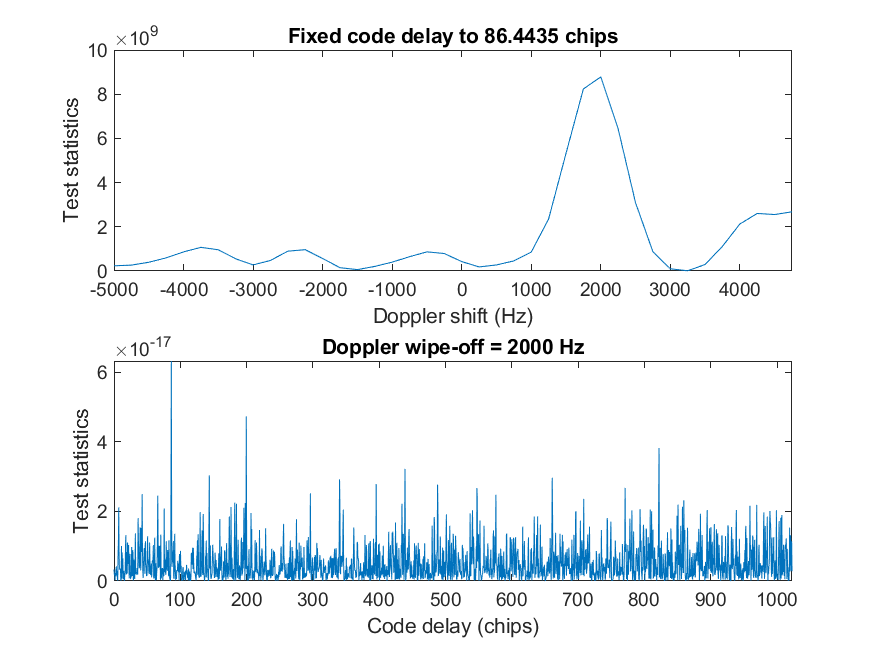 ×10^9
Fixed code delay to 86.4435 chips
10
8
6
4
2
0
Test statistics
-5000 -4000 -3000 -2000 -1000 0 1000 2000 3000 4000
Doppler shift (Hz)
×10^-17
Doppler wipe-off = 2000 Hz
6
4
2
0
Test statistics
0 100 200 300 400 500 600 700 800 900 1000
Code delay (chips)